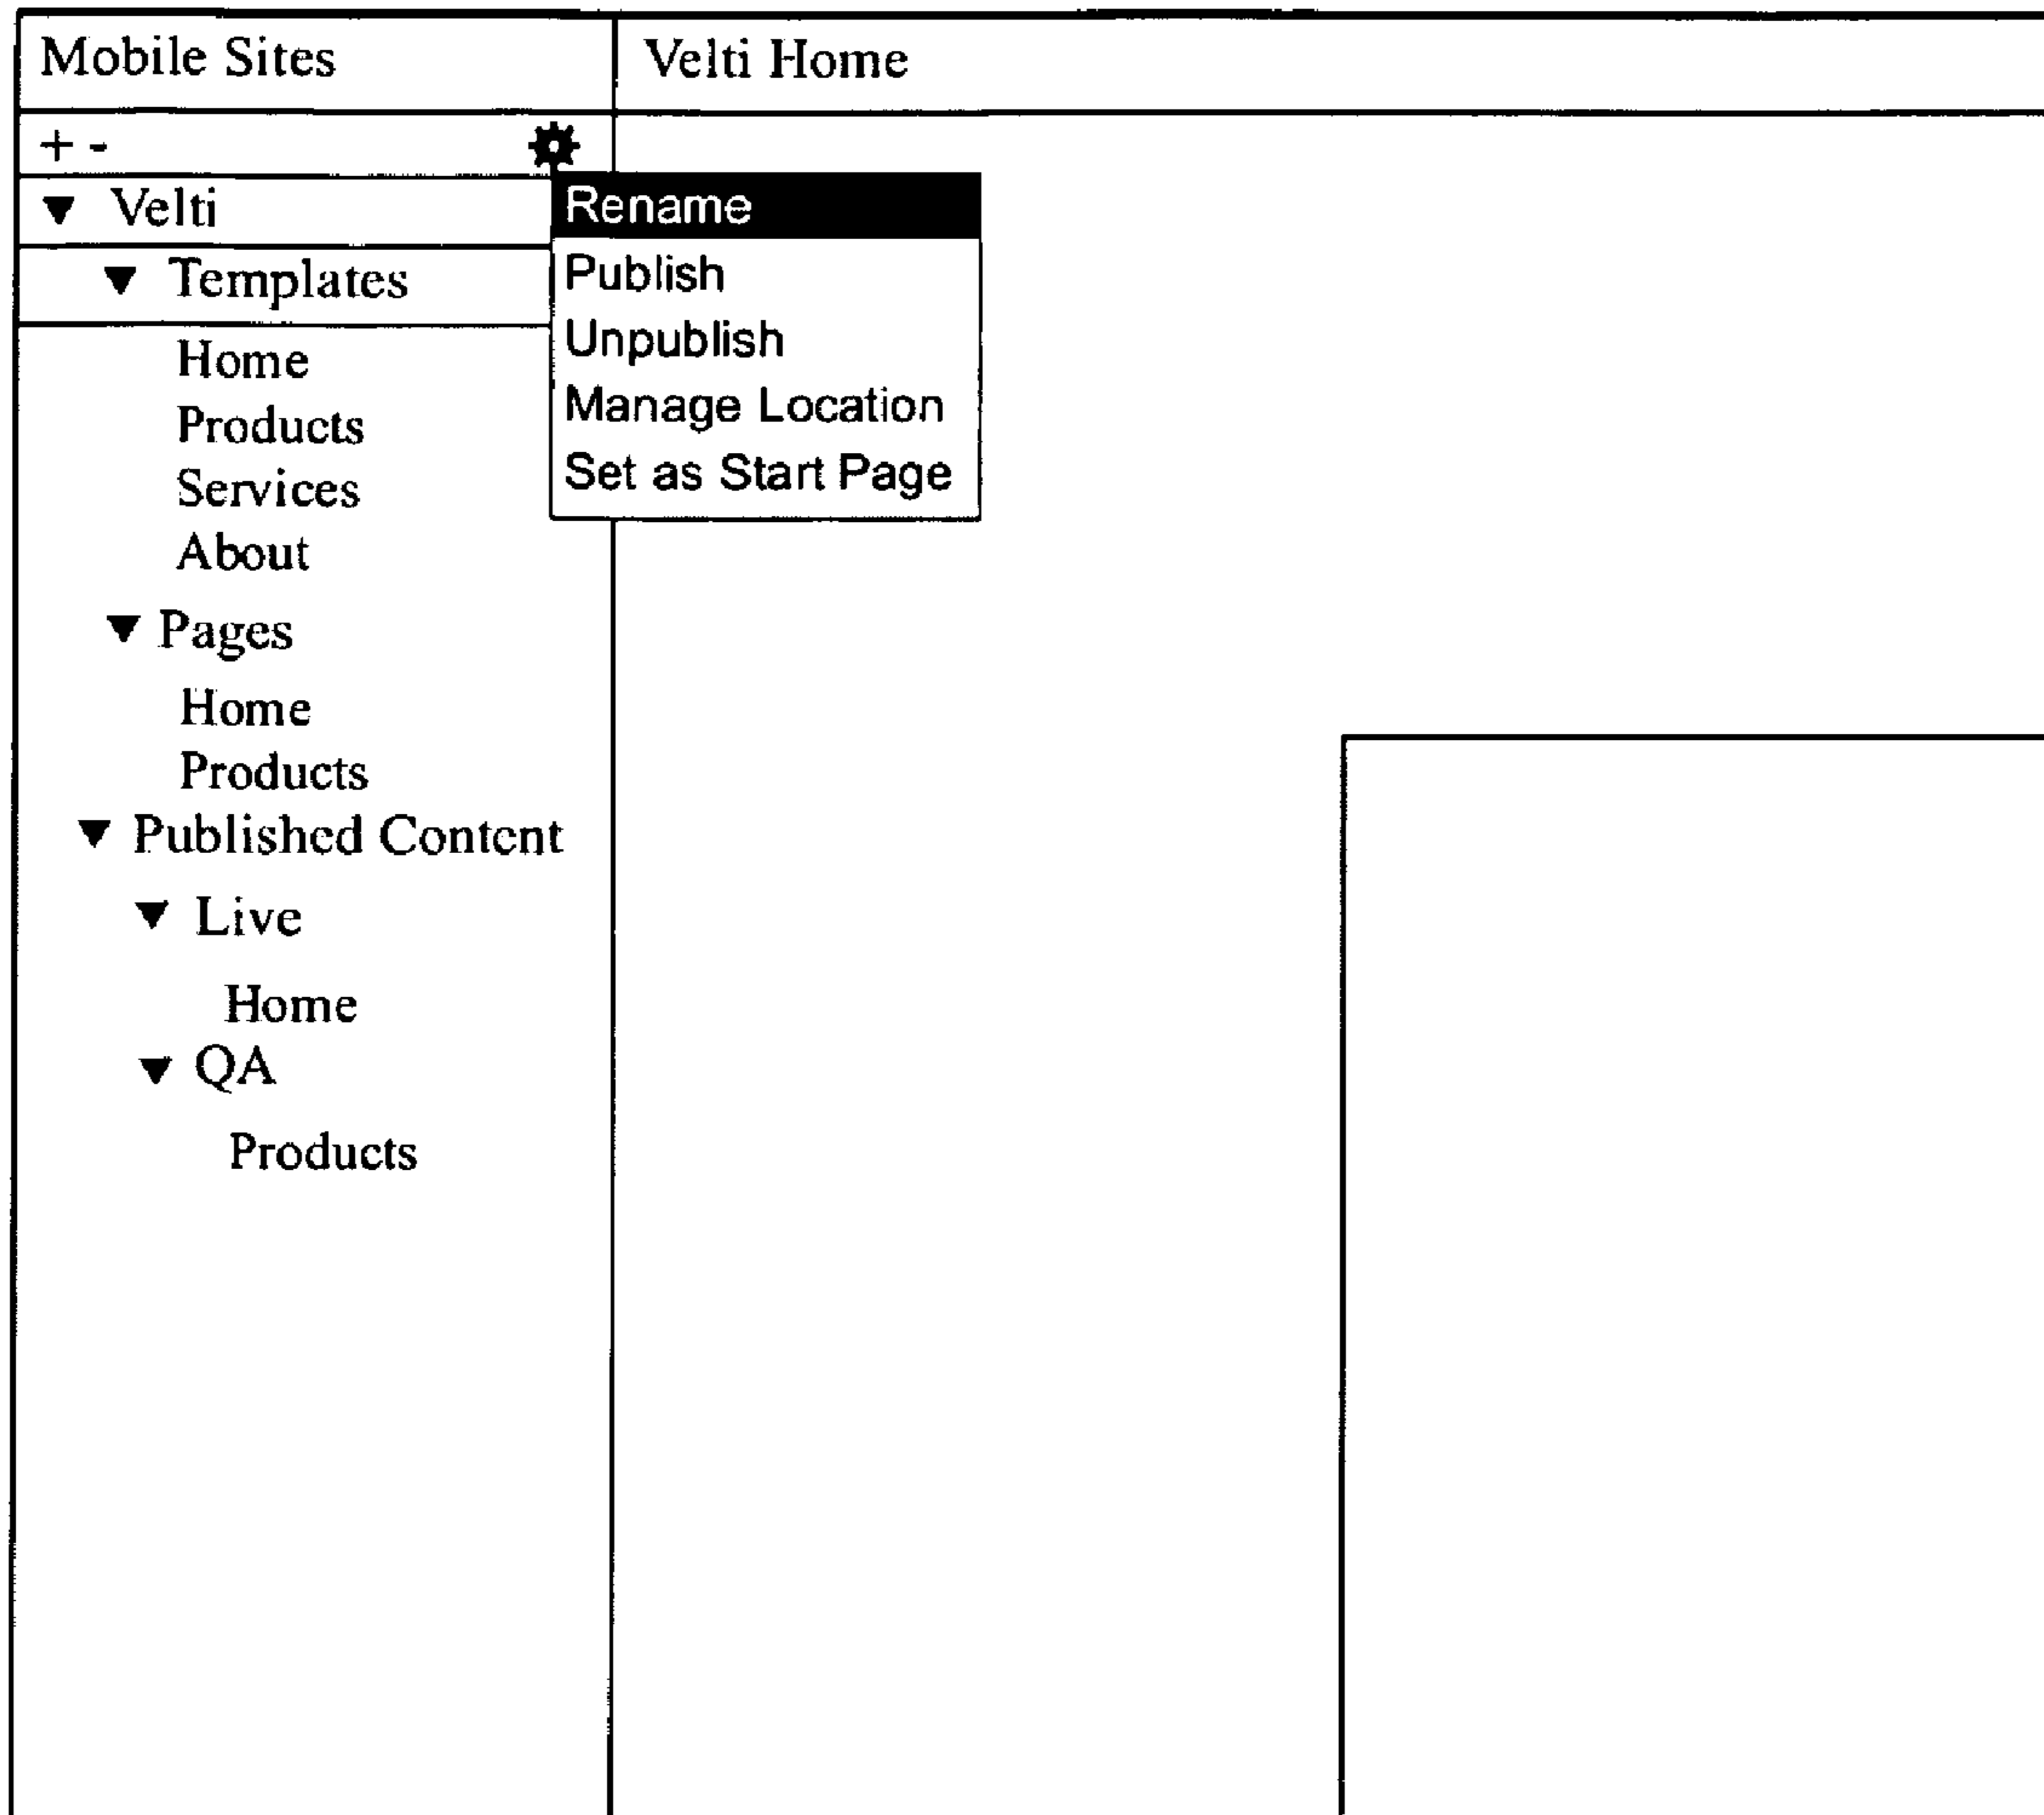 Mobile Sites
Velti Home
+ -
▼ Velti
▼ Templates
Home
Products
Services
About
▼ Pages
Home
Products
▼ Published Content
▼ Live
Home
▼ QA
Products
Rename
Publish
Unpublish
Manage Location
Set as Start Page